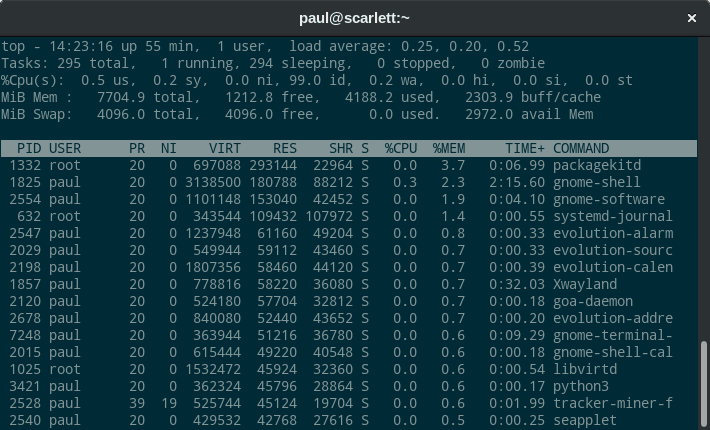 paul@scarlett:~ ×
top - 14:23:16 up 55 min,  1 user,  load average: 0.25, 0.20, 0.52
Tasks: 295 total,   1 running, 294 sleeping,   0 stopped,   0 zombie
%Cpu(s):  0.5 us,  0.2 sy,  0.0 ni, 99.0 id,  0.2 wa,  0.0 hi,  0.0 si,  0.0 st
MiB Mem :   7704.9 total,   1212.8 free,   4188.2 used,   2303.9 buff/cache
MiB Swap:   4096.0 total,   4096.0 free,      0.0 used.   2972.0 avail Mem
PID USER      PR  NI    VIRT    RES    SHR S  %CPU  %MEM     TIME+ COMMAND
1332 root      20   0  697088 293144  22964 S   0.0   3.7   0:06.99 packagekitd
1825 paul      20   0 3138500 180788  88212 S   0.3   2.3   2:15.60 gnome-shell
2554 paul      20   0 1101148 153040  42452 S   0.0   1.9   0:04.10 gnome-software
632 root      20   0  343544 109432 107972 S   0.0   1.4   0:00.55 systemd-journal
2547 paul      20   0 1237948  61160  49204 S   0.0   0.8   0:00.33 evolution-alarm
2029 paul      20   0  549944  59112  43460 S   0.0   0.7   0:00.33 evolution-sourc
2198 paul      20   0 1807356  58460  44120 S   0.0   0.7   0:00.39 evolution-calen
1857 paul      20   0  778816  58220  36080 S   0.0   0.7   0:32.03 Xwayland
2120 paul      20   0  524180  57704  32812 S   0.0   0.7   0:00.18 goa-daemon
2678 paul      20   0  840080  52440  43652 S   0.0   0.7   0:00.20 evolution-addre
7248 paul      20   0  363944  51216  36780 S   0.0   0.6   0:09.29 gnome-terminal-
2015 paul      20   0  615444  49220  40548 S   0.0   0.6   0:00.18 gnome-shell-cal
1025 root      20   0 1532472  45924  32360 S   0.0   0.6   0:00.54 libvirtd
3421 paul      20   0  362324  45796  28864 S   0.0   0.6   0:00.17 python3
2528 paul      39  19  525744  45124  19704 S   0.0   0.6   0:01.99 tracker-miner-f
2540 paul      20   0  429532  42768  27616 S   0.0   0.5   0:00.25 seapplet